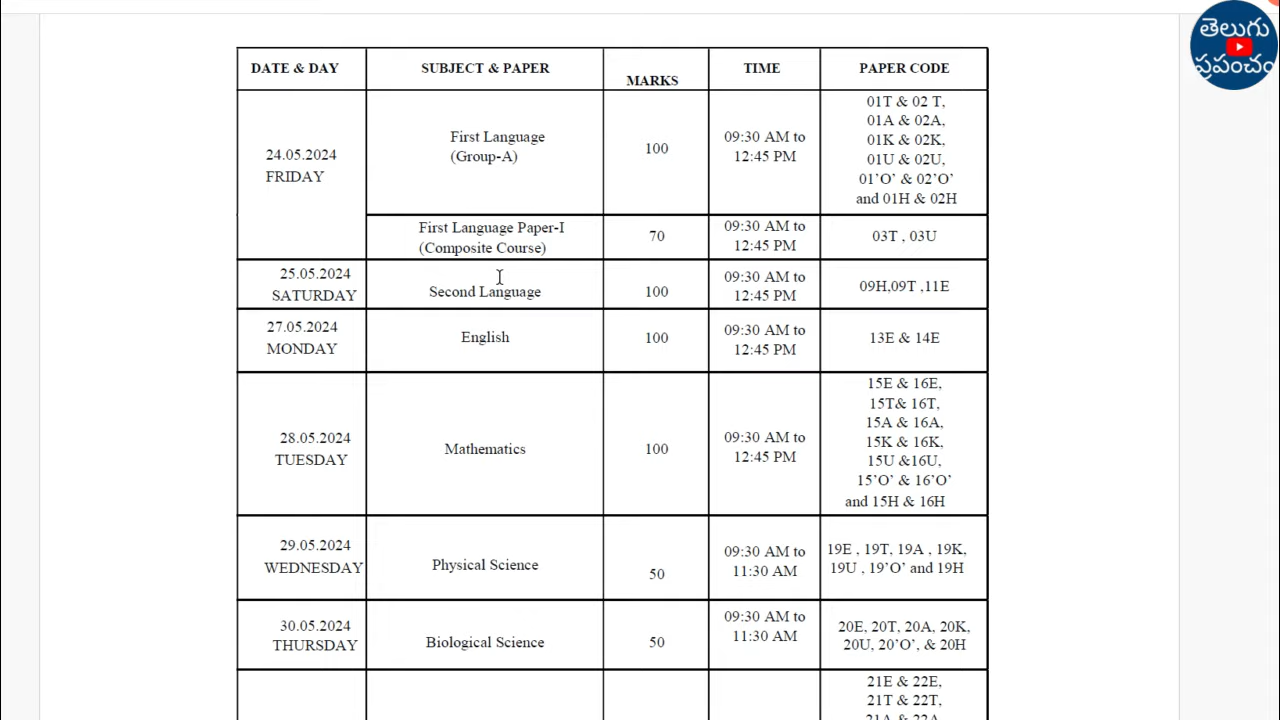 తెలుగు
ప్రపంచం
DATE & DAY
SUBJECT & PAPER
MARKS
TIME
PAPER CODE
24.05.2024
FRIDAY
First Language
(Group-A)
100
09:30 AM to
12:45 PM
01T & 02 T,
01A & 02A,
01K & 02K,
01U & 02U,
01’O’ & 02’O’
and 01H & 02H
First Language Paper-I
(Composite Course)
70
09:30 AM to
12:45 PM
03T , 03U
25.05.2024
SATURDAY
Second Language
100
09:30 AM to
12:45 PM
09H,09T ,11E
27.05.2024
MONDAY
English
100
09:30 AM to
12:45 PM
13E & 14E
28.05.2024
TUESDAY
Mathematics
100
09:30 AM to
12:45 PM
15E & 16E,
15T& 16T,
15A & 16A,
15K & 16K,
15U &16U,
15’O’ & 16’O’
and 15H & 16H
29.05.2024
WEDNESDAY
Physical Science
50
09:30 AM to
11:30 AM
19E , 19T, 19A , 19K,
19U , 19’O’ and 19H
30.05.2024
THURSDAY
Biological Science
50
09:30 AM to
11:30 AM
20E, 20T, 20A, 20K,
20U, 20’O’, & 20H
21E & 22E,
21T & 22T,
21A & 22A